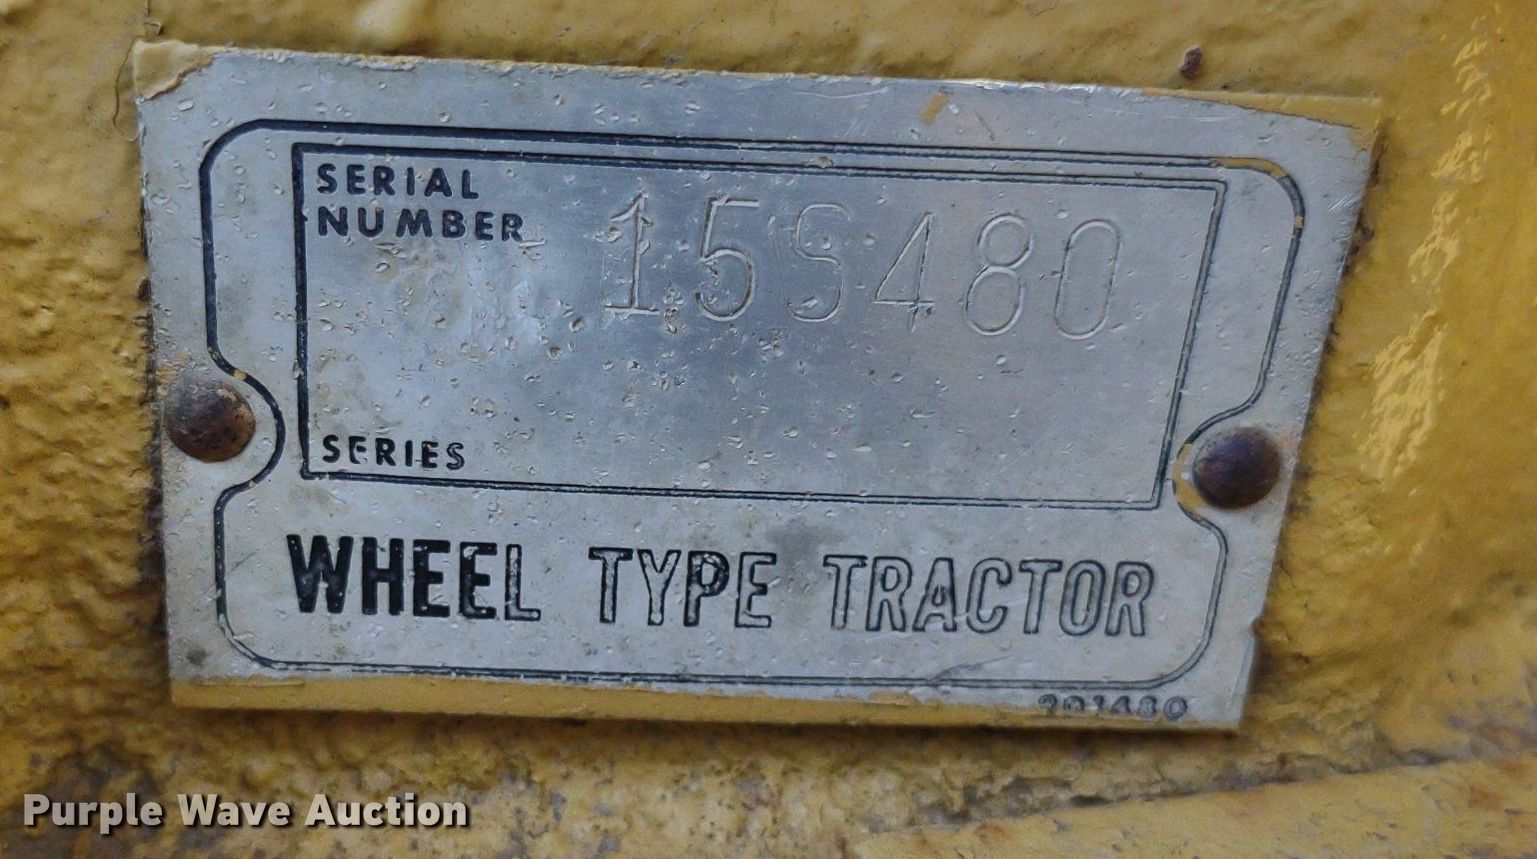 SERIAL
NUMBER 15S480
SERIES
WHEEL TYPE TRACTOR
Purple Wave Auction